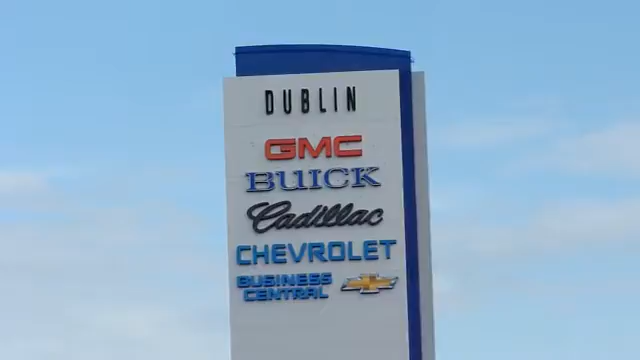 DUBLIN
GMC
BUICK
Cadillac
CHEVROLET
BUSINESS
CENTRAL